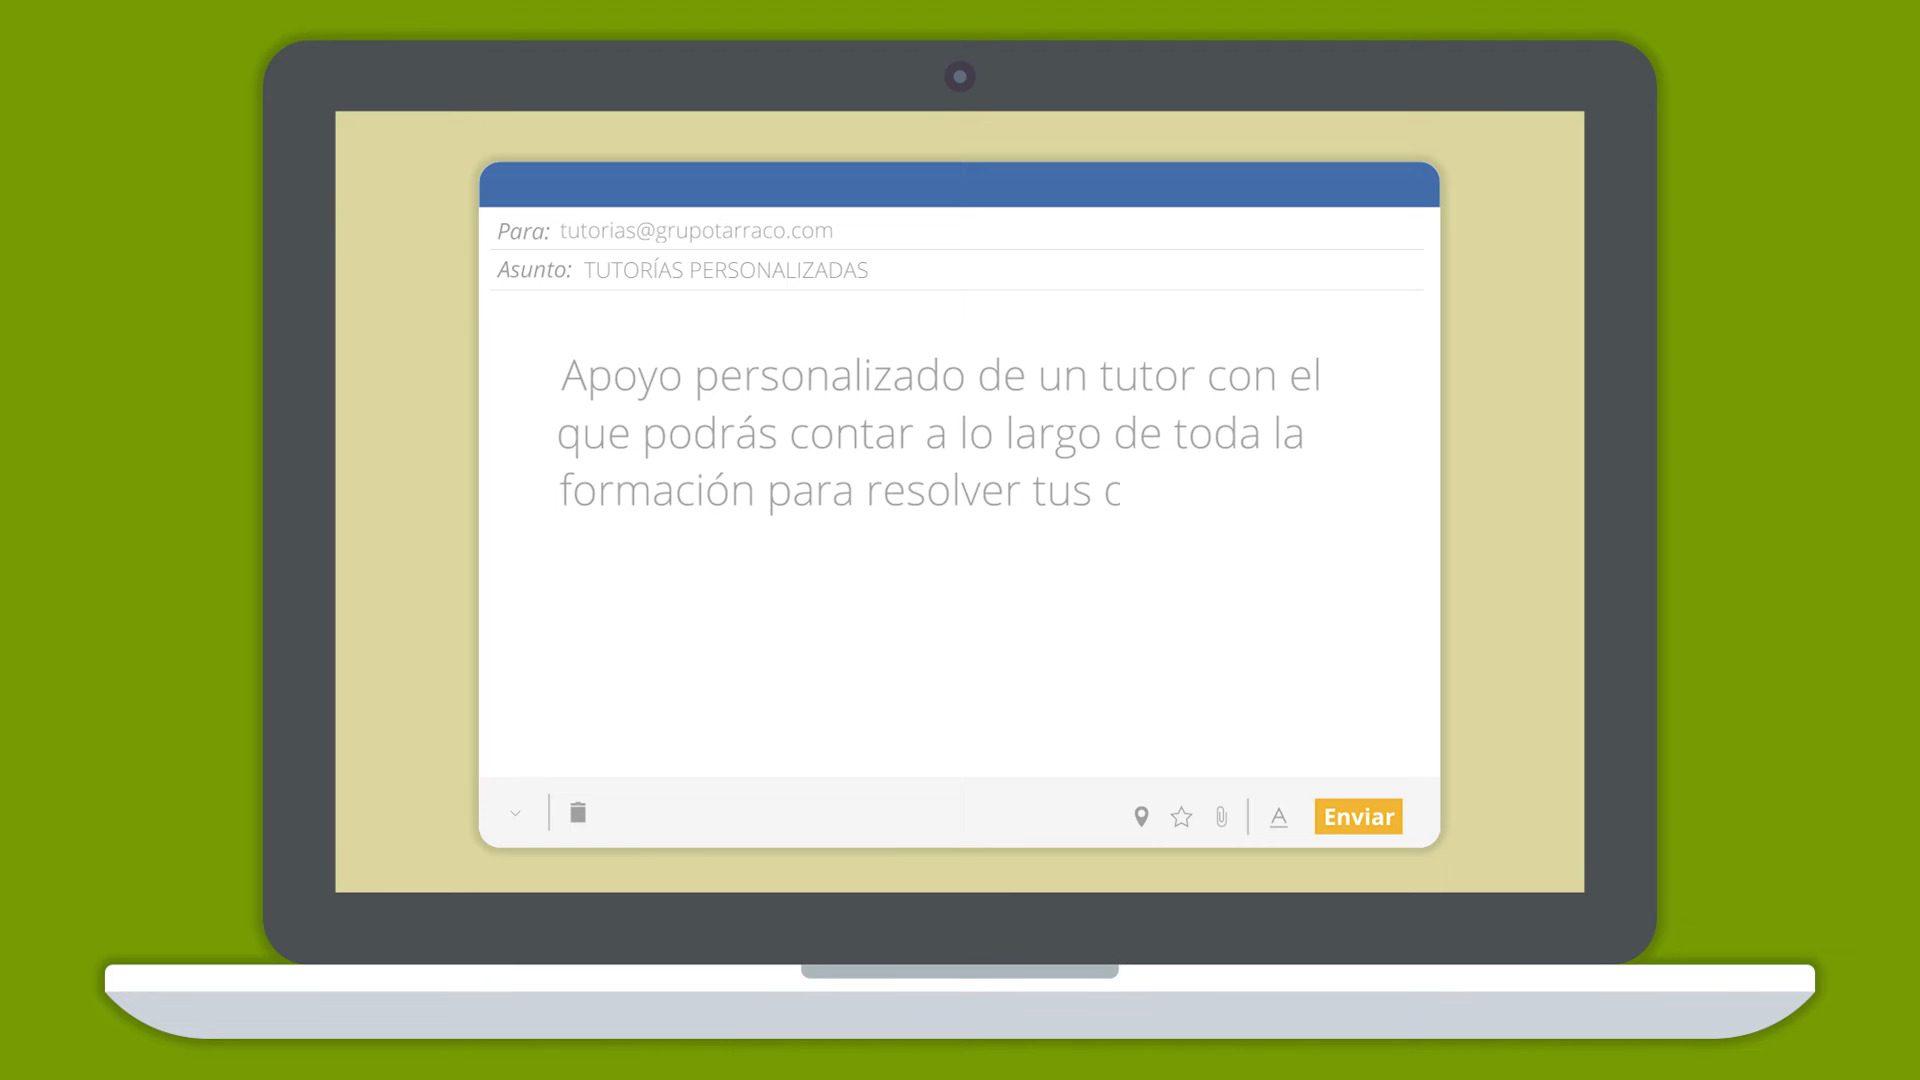 Para: tutorias@grupotarraco.com
Asunto: TUTORÍAS PERSONALIZADAS
Apoyo personalizado de un tutor con el
que podrás contar a lo largo de toda la
formación para resolver tus c
A Enviar